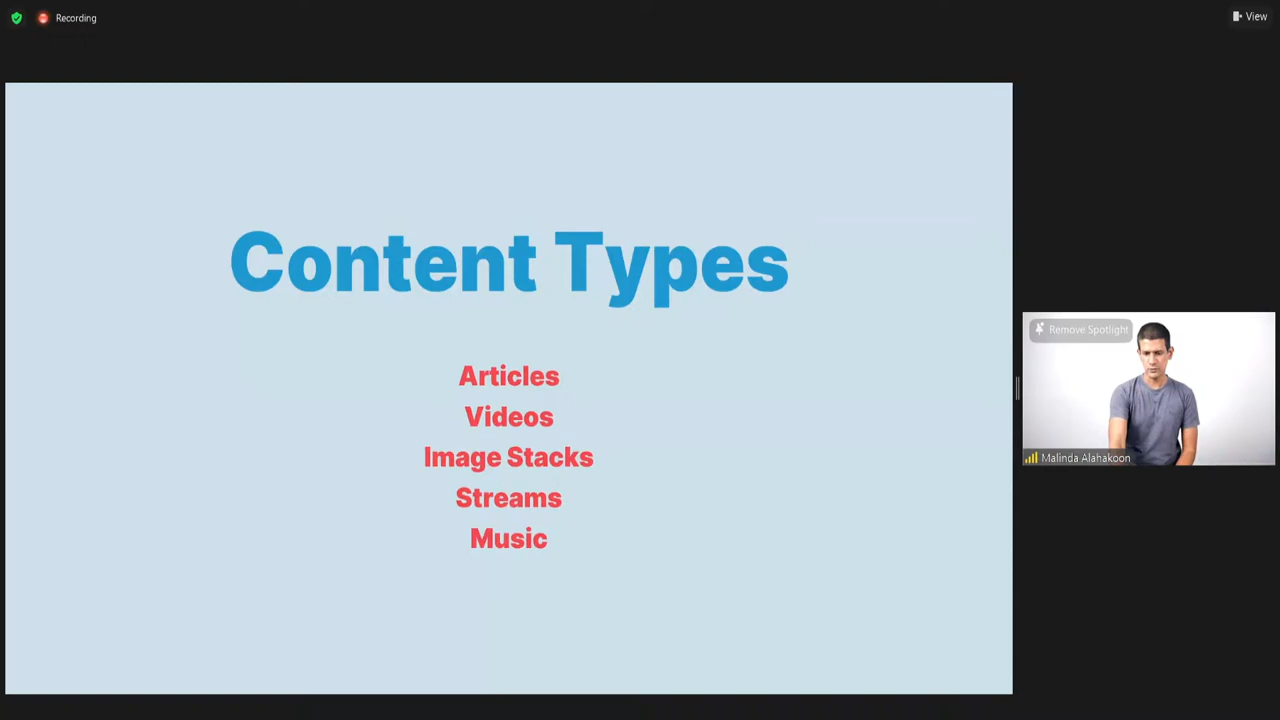 Recording
View
Content Types
Articles
Videos
Image Stacks
Streams
Music
Remove Spotlight
Malinda Alahakoon